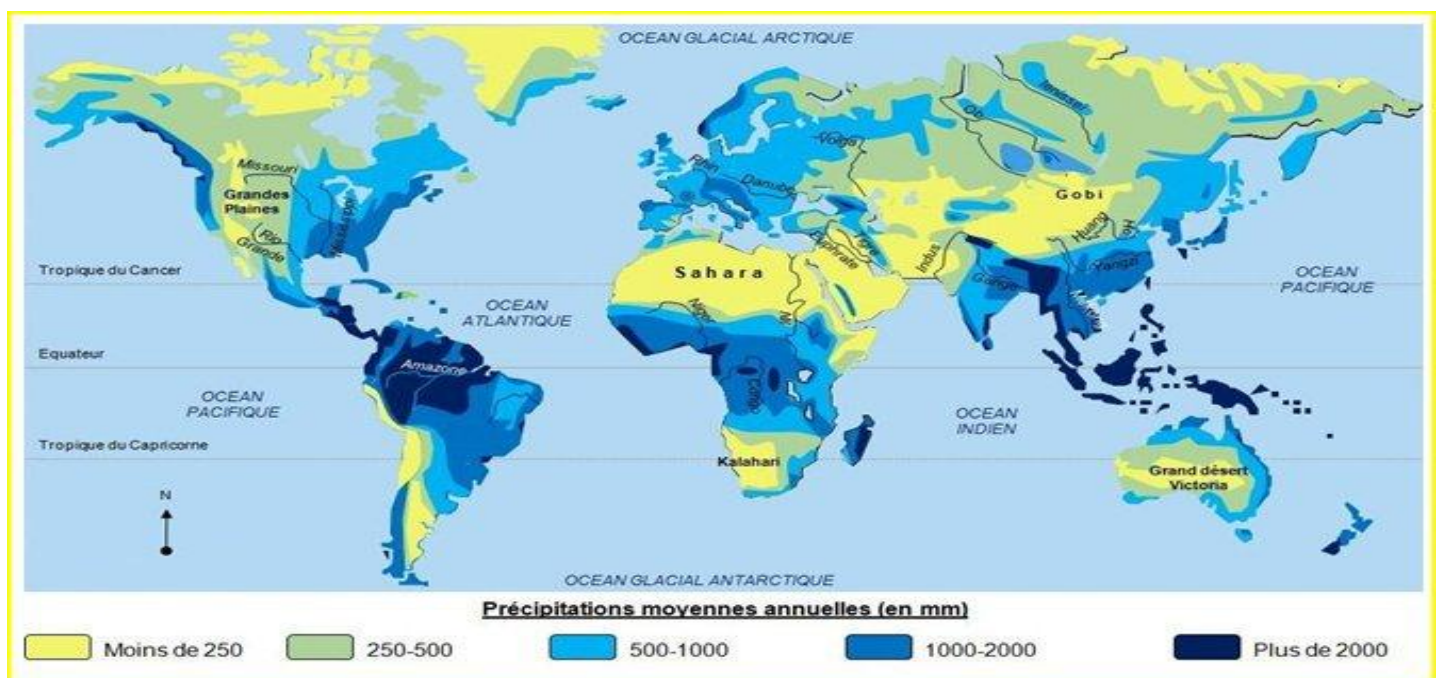 OCEAN GLACIAL ARCTIQUE
Ob
Ienissei
Volga
Rhin
Danube
Missouri
Grandes
Plaines
Mississippi
Rio
Grande
Gobi
Huang
He
Tigre
Euphrate
Indus
Sahara
Tropique du Cancer
Gange
Yangzi
Mékong
OCEAN
PACIFIQUE
OCEAN
ATLANTIQUE
Niger
Nil
Equateur
Amazone
Congo
OCEAN
PACIFIQUE
OCEAN
INDIEN
Tropique du Capricorne
Kalahari
Grand désert
Victoria
N
OCEAN GLACIAL ANTARCTIQUE
Précipitations moyennes annuelles (en mm)
Moins de 250
250-500
500-1000
1000-2000
Plus de 2000